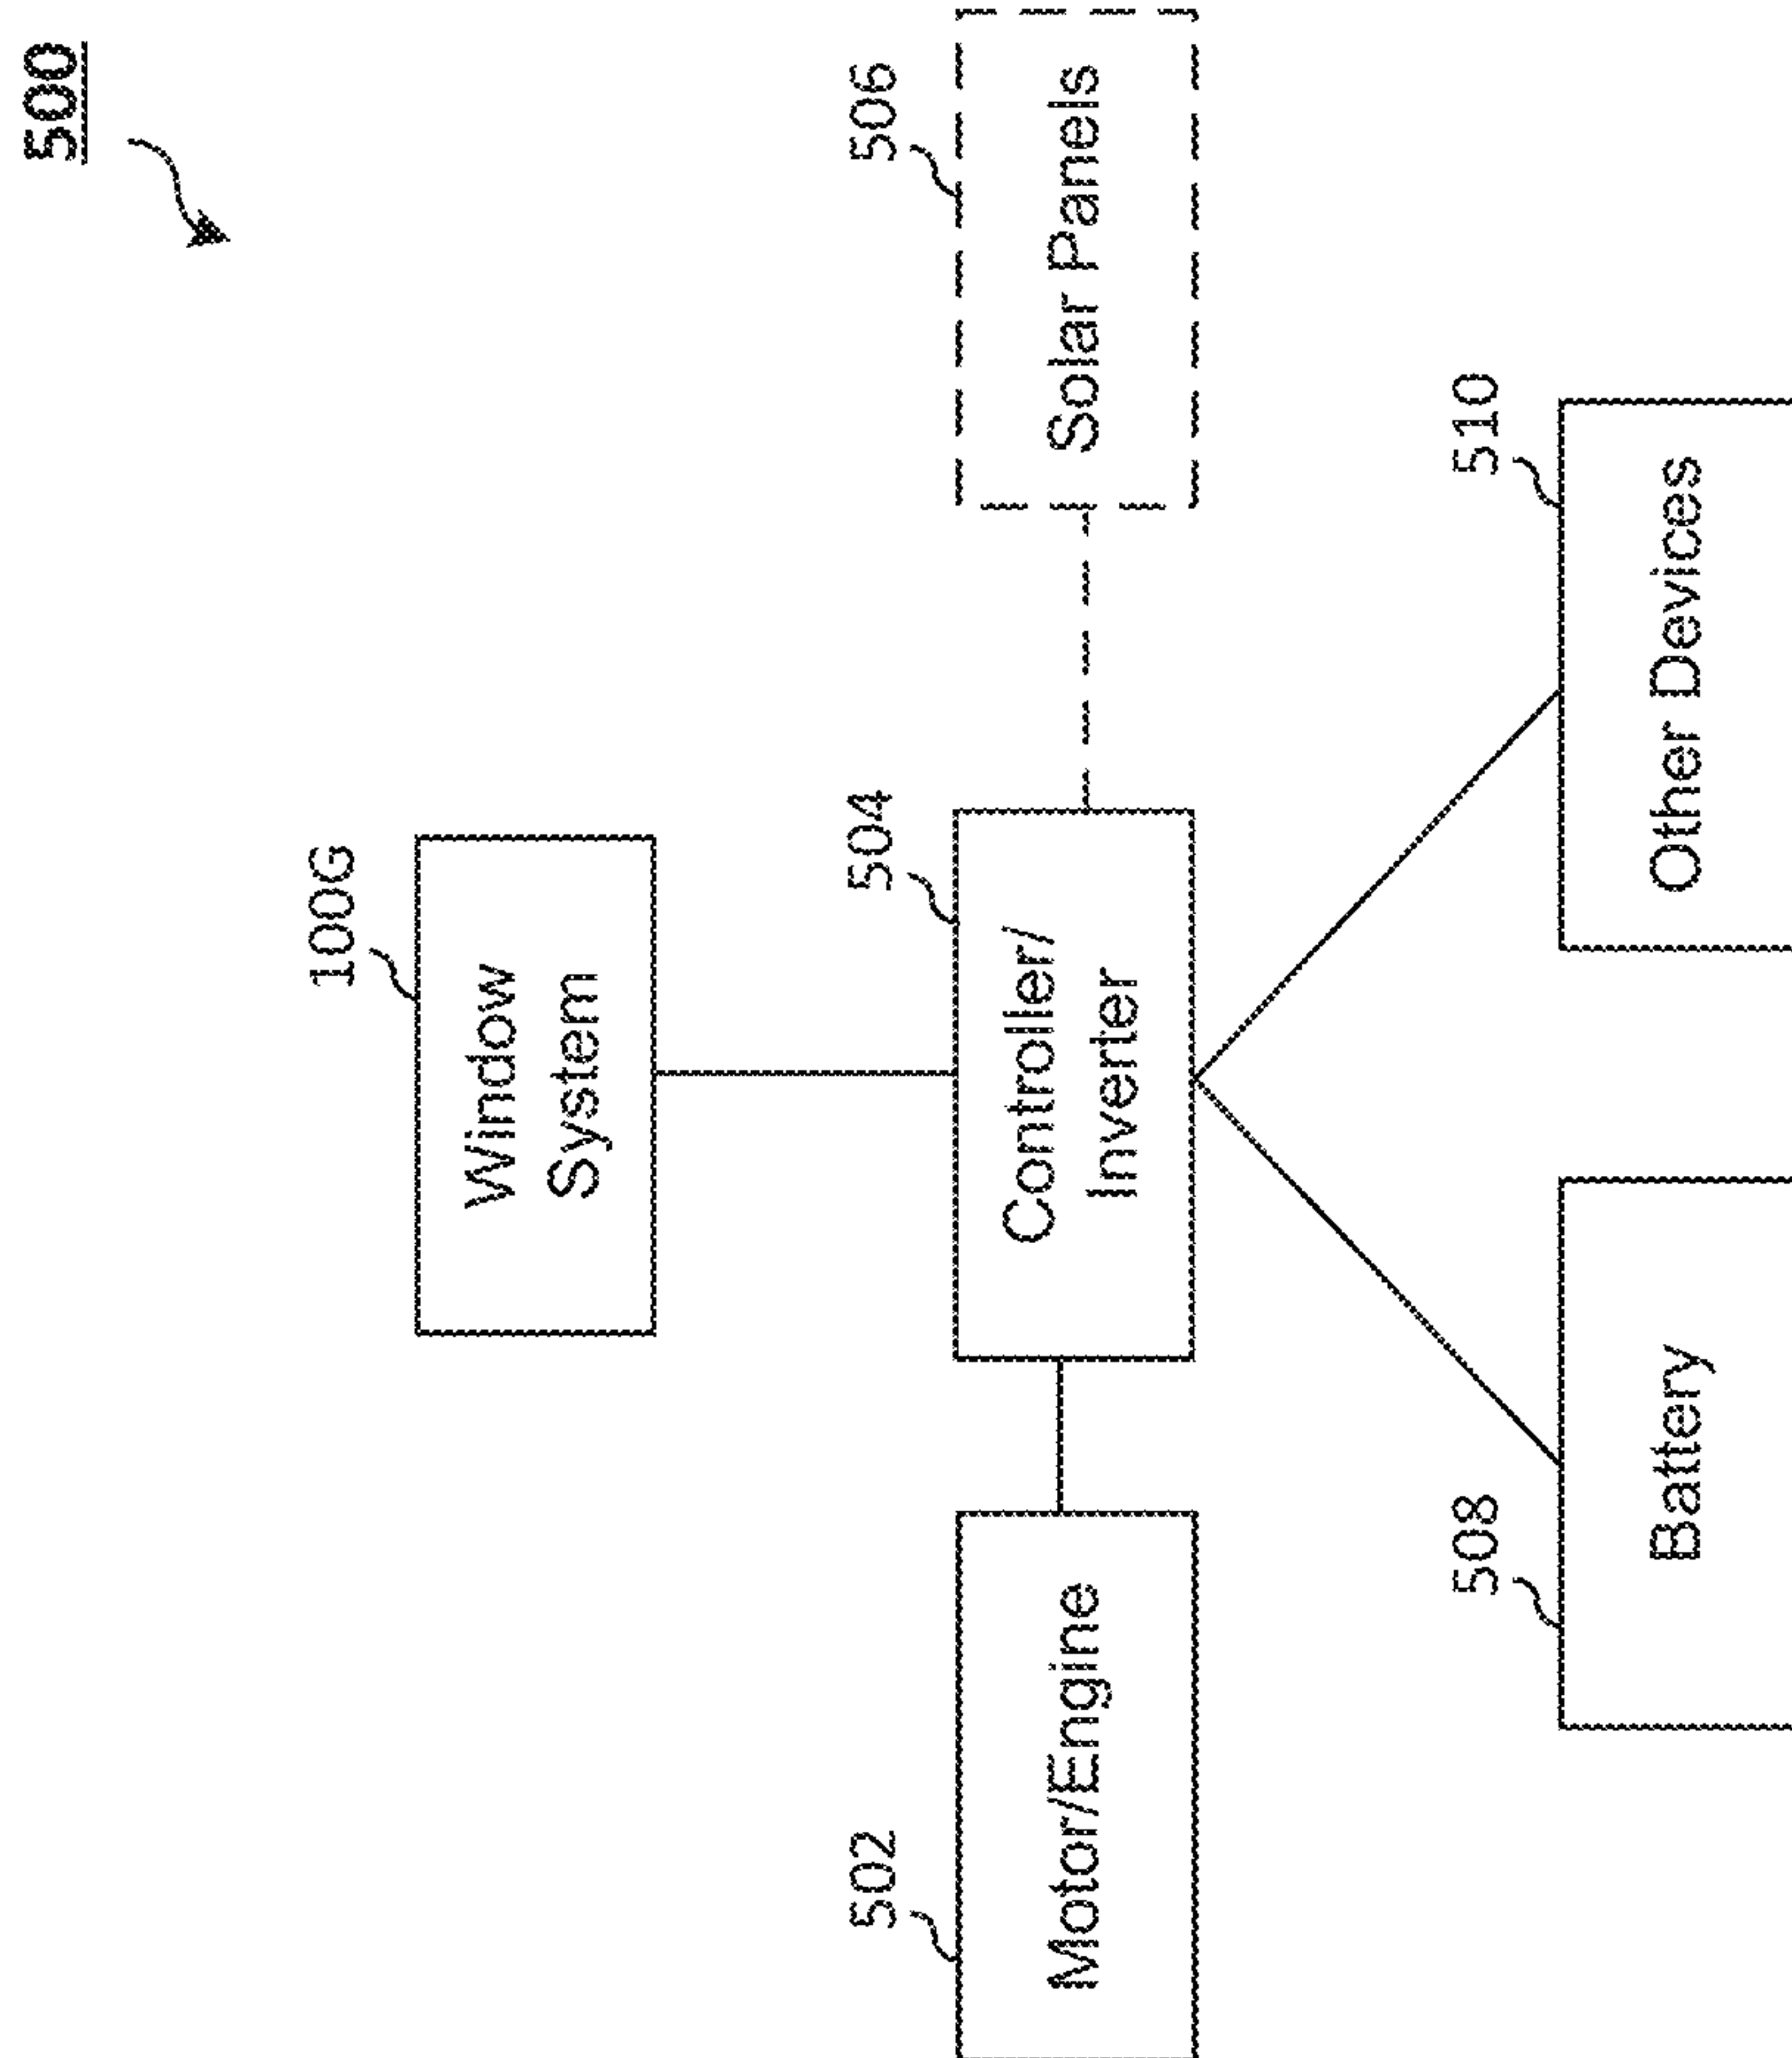 500
100G
Window
System
502
Motor/Engine
504
Controller/
Inverter
506
Solar Panels
508
Battery
510
Other Devices